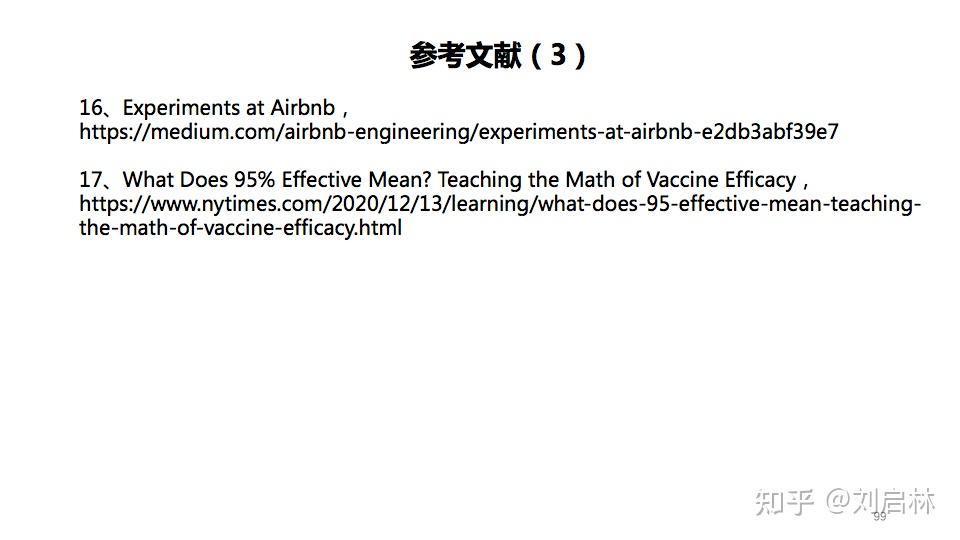 参考文献（3）
16、Experiments at Airbnb，
https://medium.com/airbnb-engineering/experiments-at-airbnb-e2db3abf39e7
17、What Does 95% Effective Mean? Teaching the Math of Vaccine Efficacy，
https://www.nytimes.com/2020/12/13/learning/what-does-95-effective-mean-teaching-
the-math-of-vaccine-efficacy.html
知乎 @刘启林
99